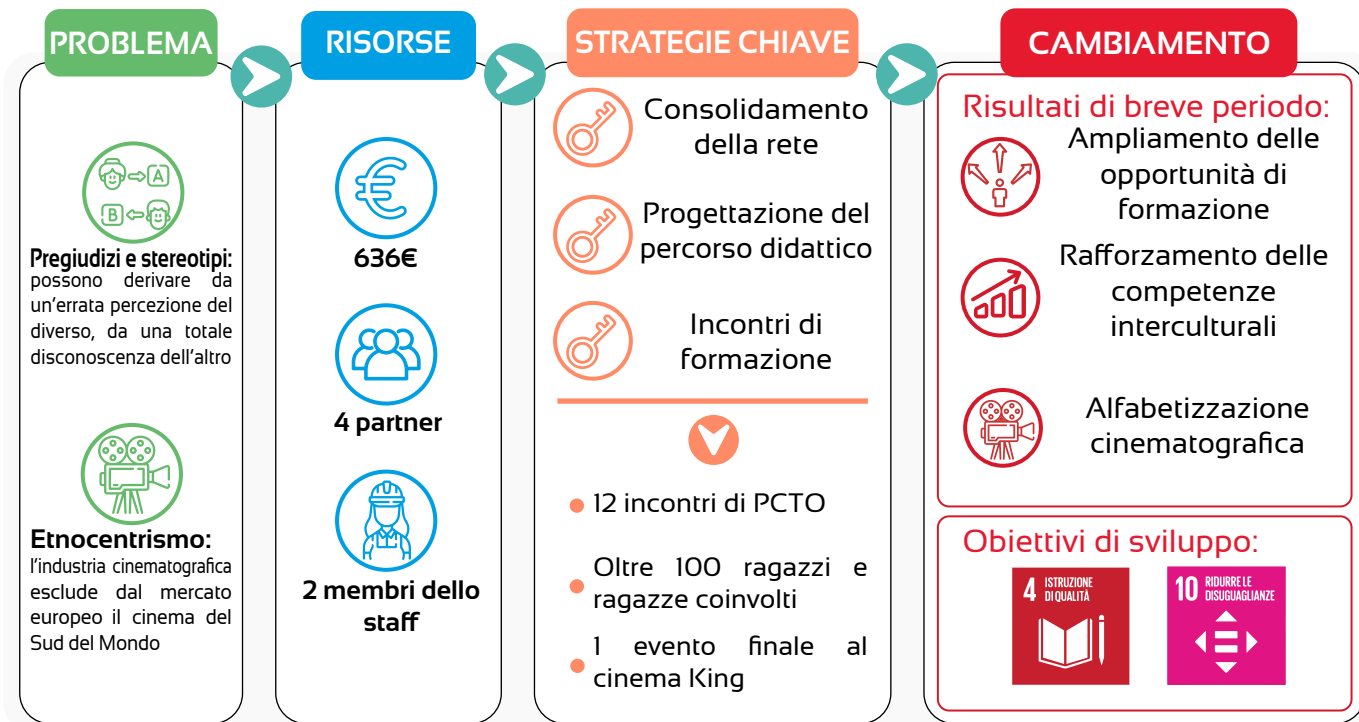 PROBLEMA
A
B
Pregiudizi e stereotipi:
possono derivare da
un'errata percezione del
diverso, da una totale
disconoscenza dell'altro
Etnocentrismo:
l'industria cinematografica
esclude dal mercato
europeo il cinema del
Sud del Mondo
RISORSE
€
636€
4 partner
2 membri dello
staff
STRATEGIE CHIAVE
Consolidamento
della rete
Progettazione del
percorso didattico
Incontri di
formazione
12 incontri di PCTO
Oltre 100 ragazzi e
ragazze coinvolti
1 evento finale al
cinema King
CAMBIAMENTO
Risultati di breve periodo:
Ampliamento delle
opportunità di
formazione
Rafforzamento delle
competenze
interculturali
Alfabetizzazione
cinematografica
Obiettivi di sviluppo:
4 ISTRUZIONE
DI QUALITÀ
10 RIDURRE LE
DISUGUAGLIANZE